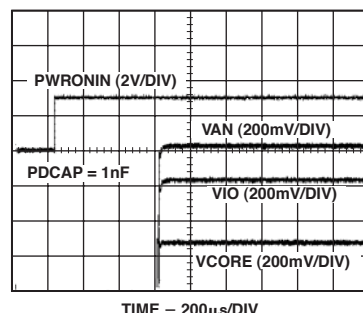 PWRONIN (2V/DIV)
VAN (200mV/DIV)
PDCAP = 1nF
VIO (200mV/DIV)
VCORE (200mV/DIV)
TIME – 200µs/DIV